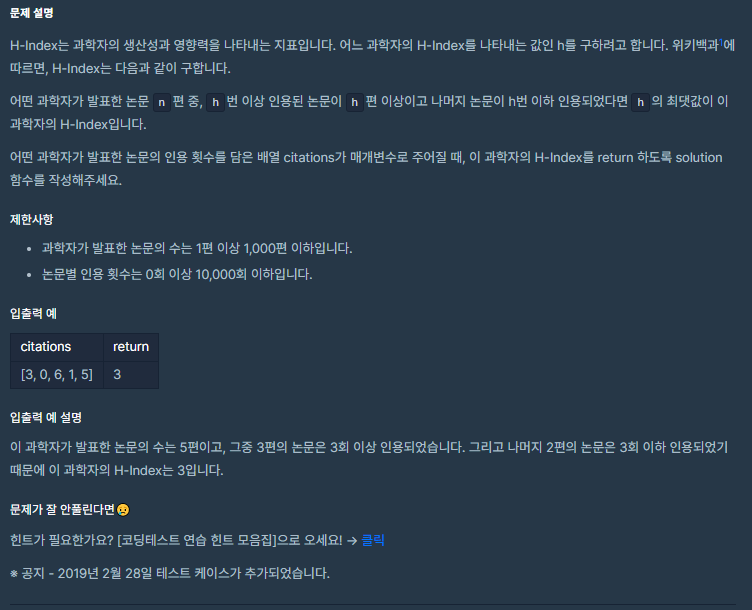 문제 설명
H-Index는 과학자의 생산성과 영향력을 나타내는 지표입니다. 어느 과학자의 H-Index를 나타내는 값인 h를 구하려고 합니다. 위키백과1에
따르면, H-Index는 다음과 같이 구합니다.
어떤 과학자가 발표한 논문 n 편 중, h 번 이상 인용된 논문이 h 편 이상이고 나머지 논문이 h번 이하 인용되었다면 h 의 최댓값이 이
과학자의 H-Index입니다.
어떤 과학자가 발표한 논문의 인용 횟수를 담은 배열 citations가 매개변수로 주어질 때, 이 과학자의 H-Index를 return 하도록 solution
함수를 작성해주세요.
제한사항
• 과학자가 발표한 논문의 수는 1편 이상 1,000편 이하입니다.
• 논문별 인용 횟수는 0회 이상 10,000회 이하입니다.
입출력 예
citations return
[3, 0, 6, 1, 5] 3
입출력 예 설명
이 과학자가 발표한 논문의 수는 5편이고, 그중 3편의 논문은 3회 이상 인용되었습니다. 그리고 나머지 2편의 논문은 3회 이하 인용되었기
때문에 이 과학자의 H-Index는 3입니다.
문제가 잘 안풀린다면😢
힌트가 필요한가요? [코딩테스트 연습 힌트 모음집]으로 오세요! → 클릭
※ 공지 - 2019년 2월 28일 테스트 케이스가 추가되었습니다.